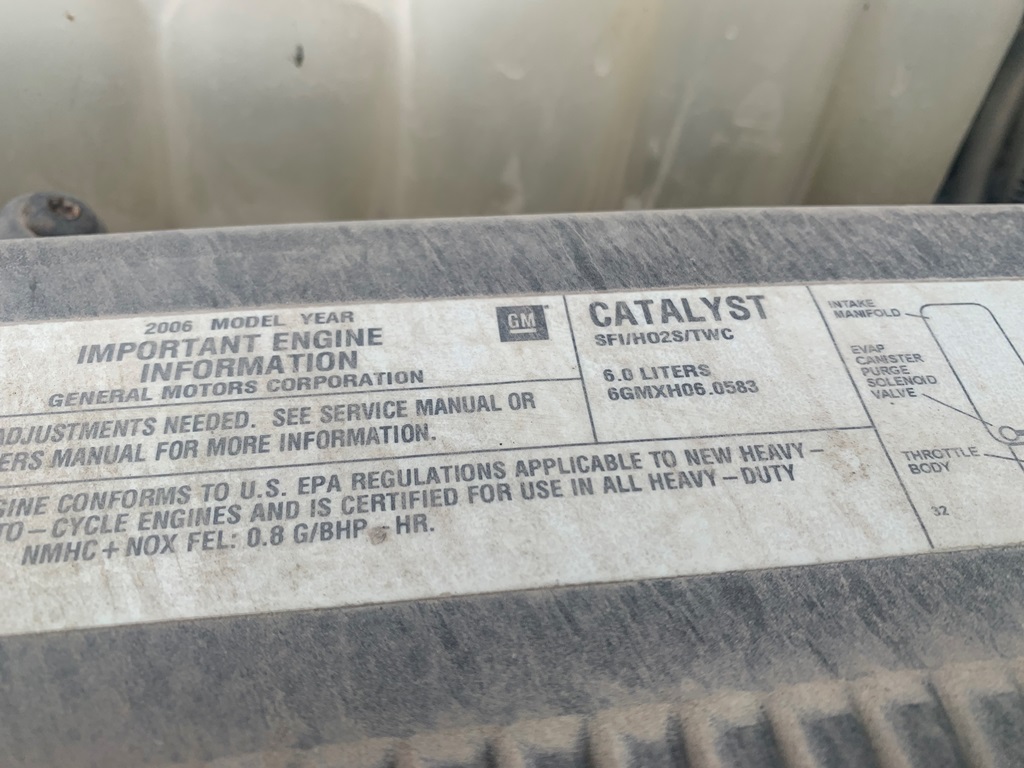 2006 MODEL YEAR
IMPORTANT ENGINE
INFORMATION
GENERAL MOTORS CORPORATION
GM
ADJUSTMENTS NEEDED. SEE SERVICE MANUAL OR
ERS MANUAL FOR MORE INFORMATION.
CATALYST
SFI/HO2S/TWC
6.0 LITERS
6GMXH06.0583
GINE CONFORMS TO U.S. EPA REGULATIONS APPLICABLE TO NEW HEAVY-
TO-CYCLE ENGINES AND IS CERTIFIED FOR USE IN ALL HEAVY-DUTY
NMHC+NOX FEL: 0.8 G/BHP-HR.
INTAKE
MANIFOLD
EVAP
CANISTER
PURGE
SOLENOID
VALVE
THROTTLE
BODY
32